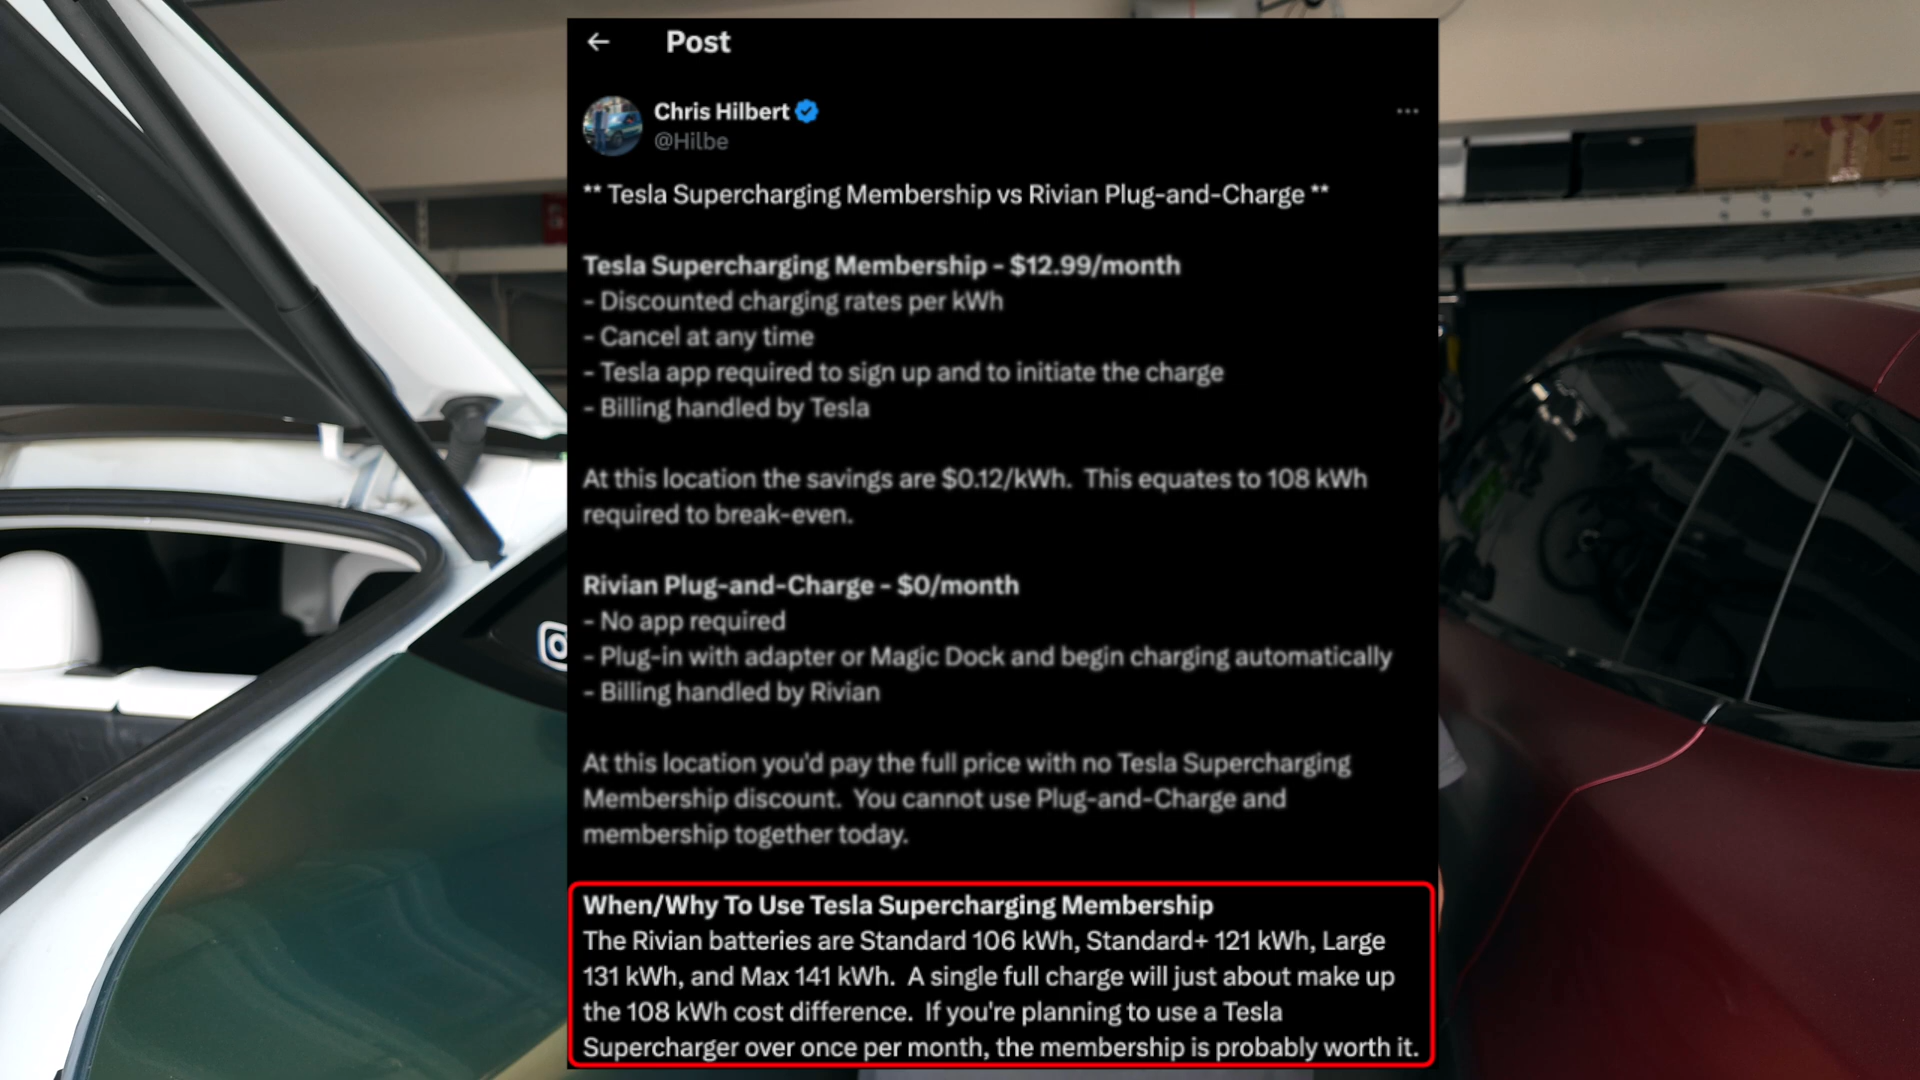 Post
Chris Hilbert
@Hilbe
** Tesla Supercharging Membership vs Rivian Plug-and-Charge **
Tesla Supercharging Membership - $12.99/month
- Discounted charging rates per kWh
- Cancel at any time
- Tesla app required to sign up and to initiate the charge
- Billing handled by Tesla
At this location the savings are $0.12/kWh.  This equates to 108 kWh
required to break-even.
Rivian Plug-and-Charge - $0/month
- No app required
- Plug-in with adapter or Magic Dock and begin charging automatically
- Billing handled by Rivian
At this location you'd pay the full price with no Tesla Supercharging
Membership discount.  You cannot use Plug-and-Charge and
membership together today.
When/Why To Use Tesla Supercharging Membership
The Rivian batteries are Standard 106 kWh, Standard+ 121 kWh, Large
131 kWh, and Max 141 kWh.  A single full charge will just about make up
the 108 kWh cost difference.  If you're planning to use a Tesla
Supercharger over once per month, the membership is probably worth it.